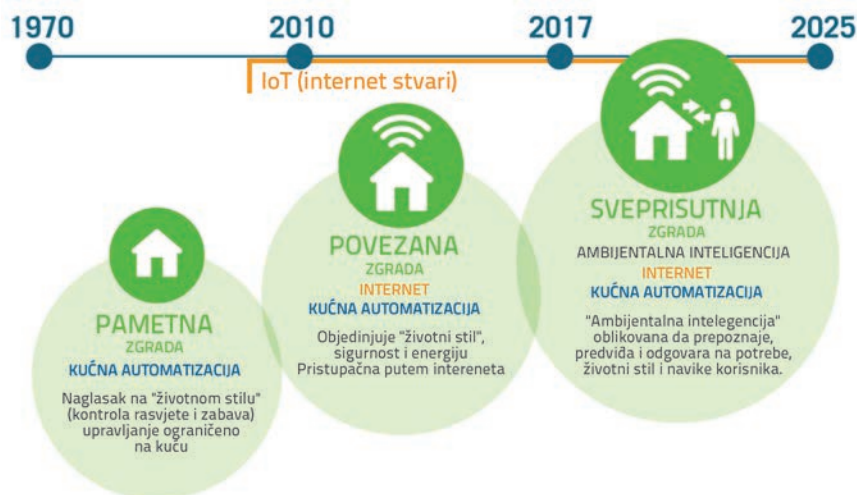 1970 2010 2017 2025
IoT (internet stvari)
PAMETNA
ZGRADA
KUĆNA AUTOMATIZACIJA
Naglasak na "životnom stilu"
(kontrola rasvjete i zabava)
upravljanje ograničeno
na kuću
POVEZANA
ZGRADA
INTERNET
KUĆNA AUTOMATIZACIJA
Objedinjuje "životni stil",
sigurnost i energiju
Pristupačna putem intereneta
SVEPRISUTNJA
ZGRADA
AMBIJENTALNA INTELIGENCIJA
INTERNET
KUĆNA AUTOMATIZACIJA
"Ambijentalna intelegencija"
oblikovana da prepoznaje,
predviđa i odgovara na potrebe,
životni stil i navike korisnika.